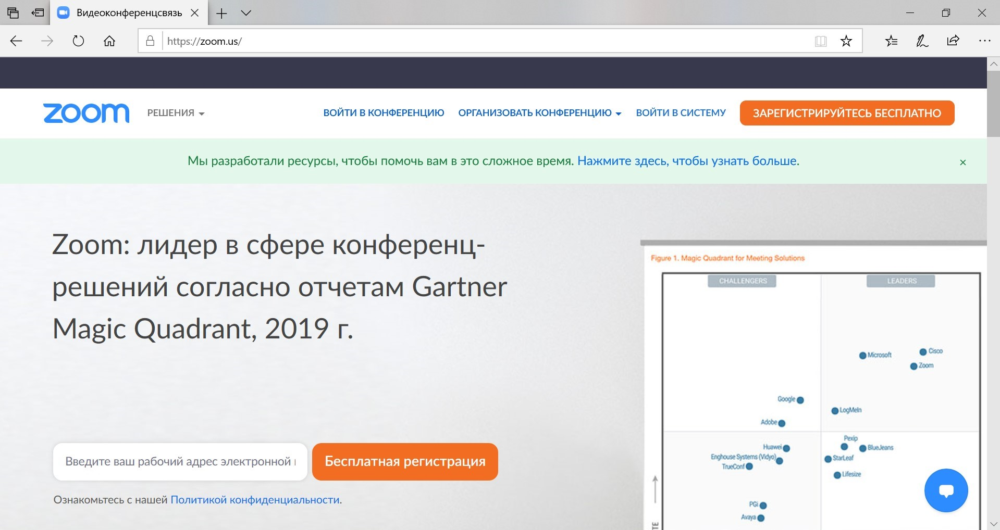 Видеоконференцсвязь
https://zoom.us/
zoom
РЕШЕНИЯ
ВОЙТИ В КОНФЕРЕНЦИЮ
ОРГАНИЗОВАТЬ КОНФЕРЕНЦИЮ
ВОЙТИ В СИСТЕМУ
ЗАРЕГИСТРИРУЙТЕСЬ БЕСПЛАТНО
Мы разработали ресурсы, чтобы помочь вам в это сложное время. Нажмите здесь, чтобы узнать больше.
Zoom: лидер в сфере конференц-
решений согласно отчетам Gartner
Magic Quadrant, 2019 г.
Введите ваш рабочий адрес электронной
Бесплатная регистрация
Ознакомьтесь с нашей Политикой конфиденциальности.
Figure 1. Magic Quadrant for Meeting Solutions
CHALLENGERS
LEADERS
Microsoft
Cisco
Zoom
Google
LogMeIn
Adobe
Pexip
Huawei
BlueJeans
Enghouse Systems (Vidyo)
StarLeaf
TrueConf
Lifesize
PGi
Avaya